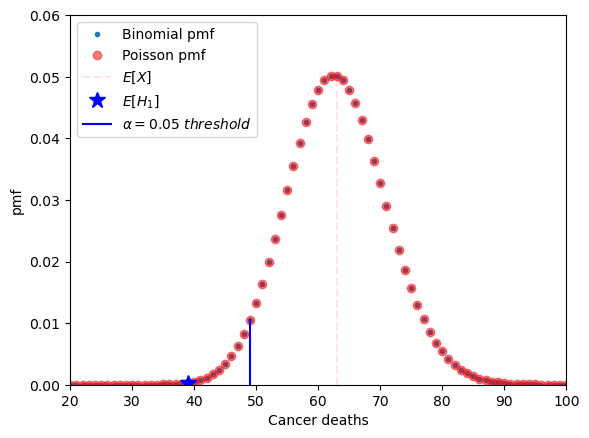 Binomial pmf
Poisson pmf
E[X]
E[H₁]
α = 0.05 threshold
0.06
0.05
0.04
0.03
0.02
0.01
0.00
pmf
20 30 40 50 60 70 80 90 100
Cancer deaths